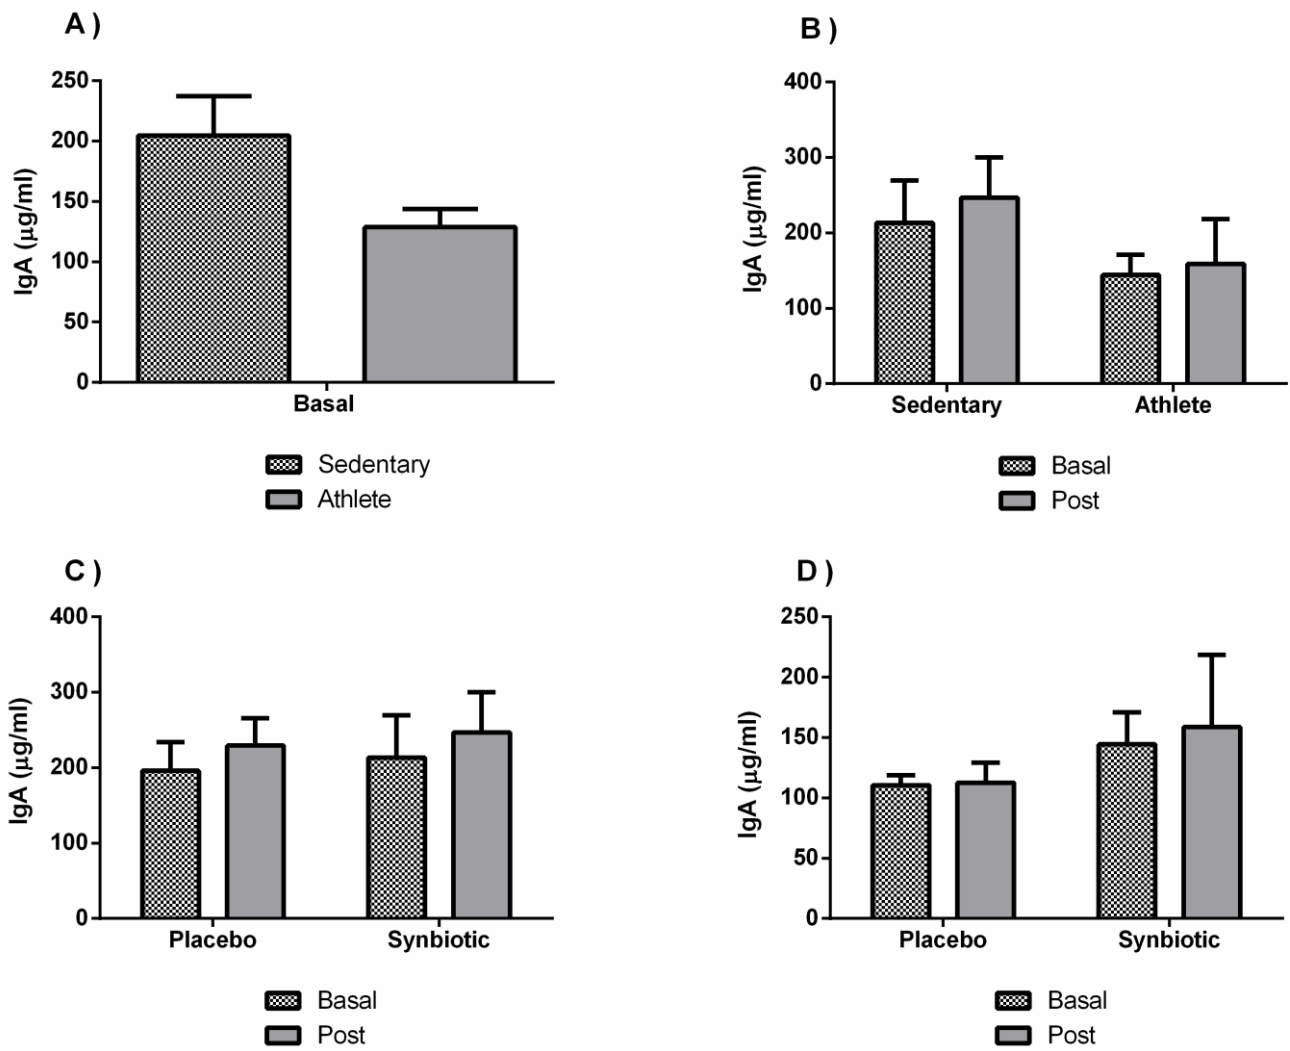 A )
250
200
150
100
50
0
IgA (µg/ml)
Basal
Sedentary
Athlete
B )
400
300
200
100
0
IgA (µg/ml)
Sedentary
Athlete
Basal
Post
C )
400
300
200
100
0
IgA (µg/ml)
Placebo
Synbiotic
Basal
Post
D )
250
200
150
100
50
0
IgA (µg/ml)
Placebo
Synbiotic
Basal
Post